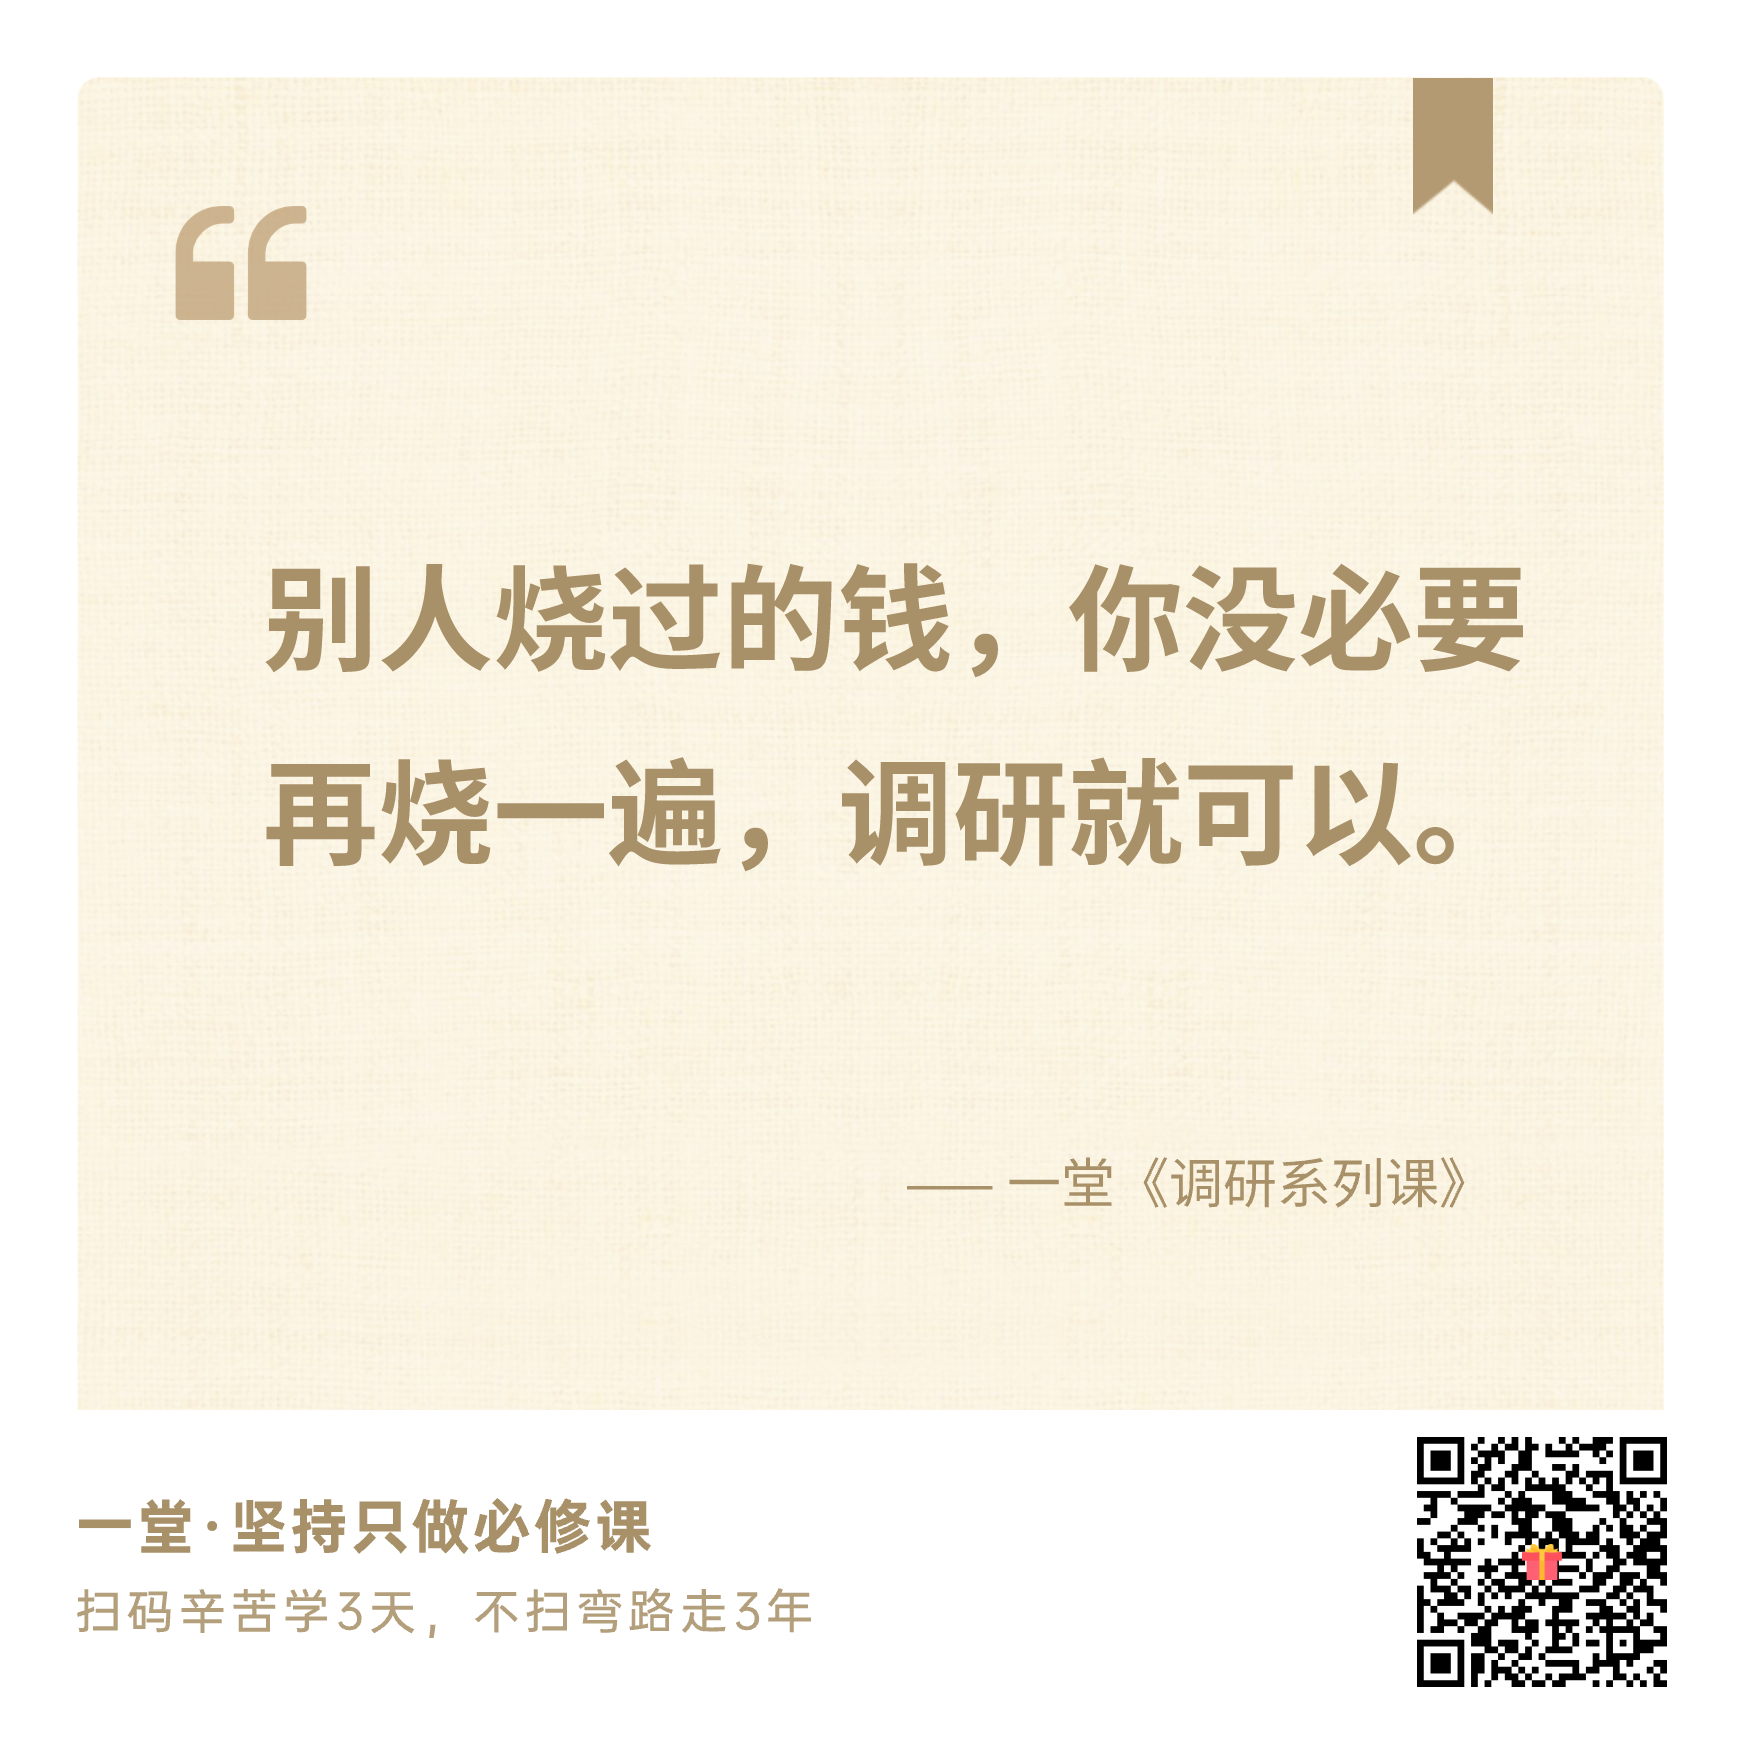 别人烧过的钱，你没必要
再烧一遍，调研就可以。
—— 一堂《调研系列课》
一堂·坚持只做必修课
扫码辛苦学3天，不扫弯路走3年